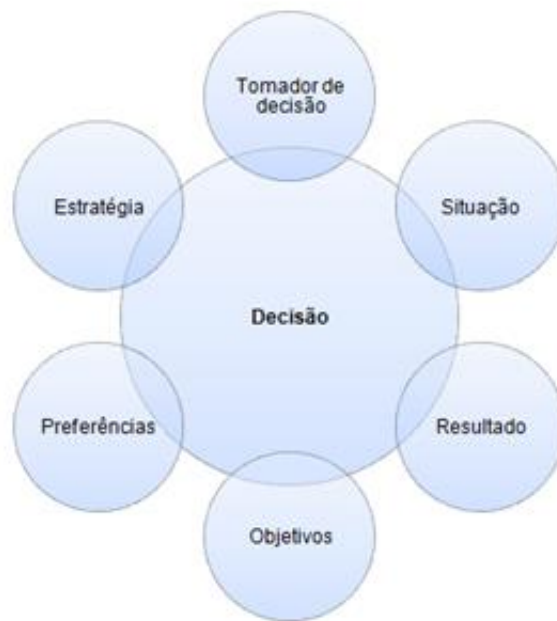 Tomador de
decisão
Estratégia
Situação
Decisão
Preferências
Resultado
Objetivos